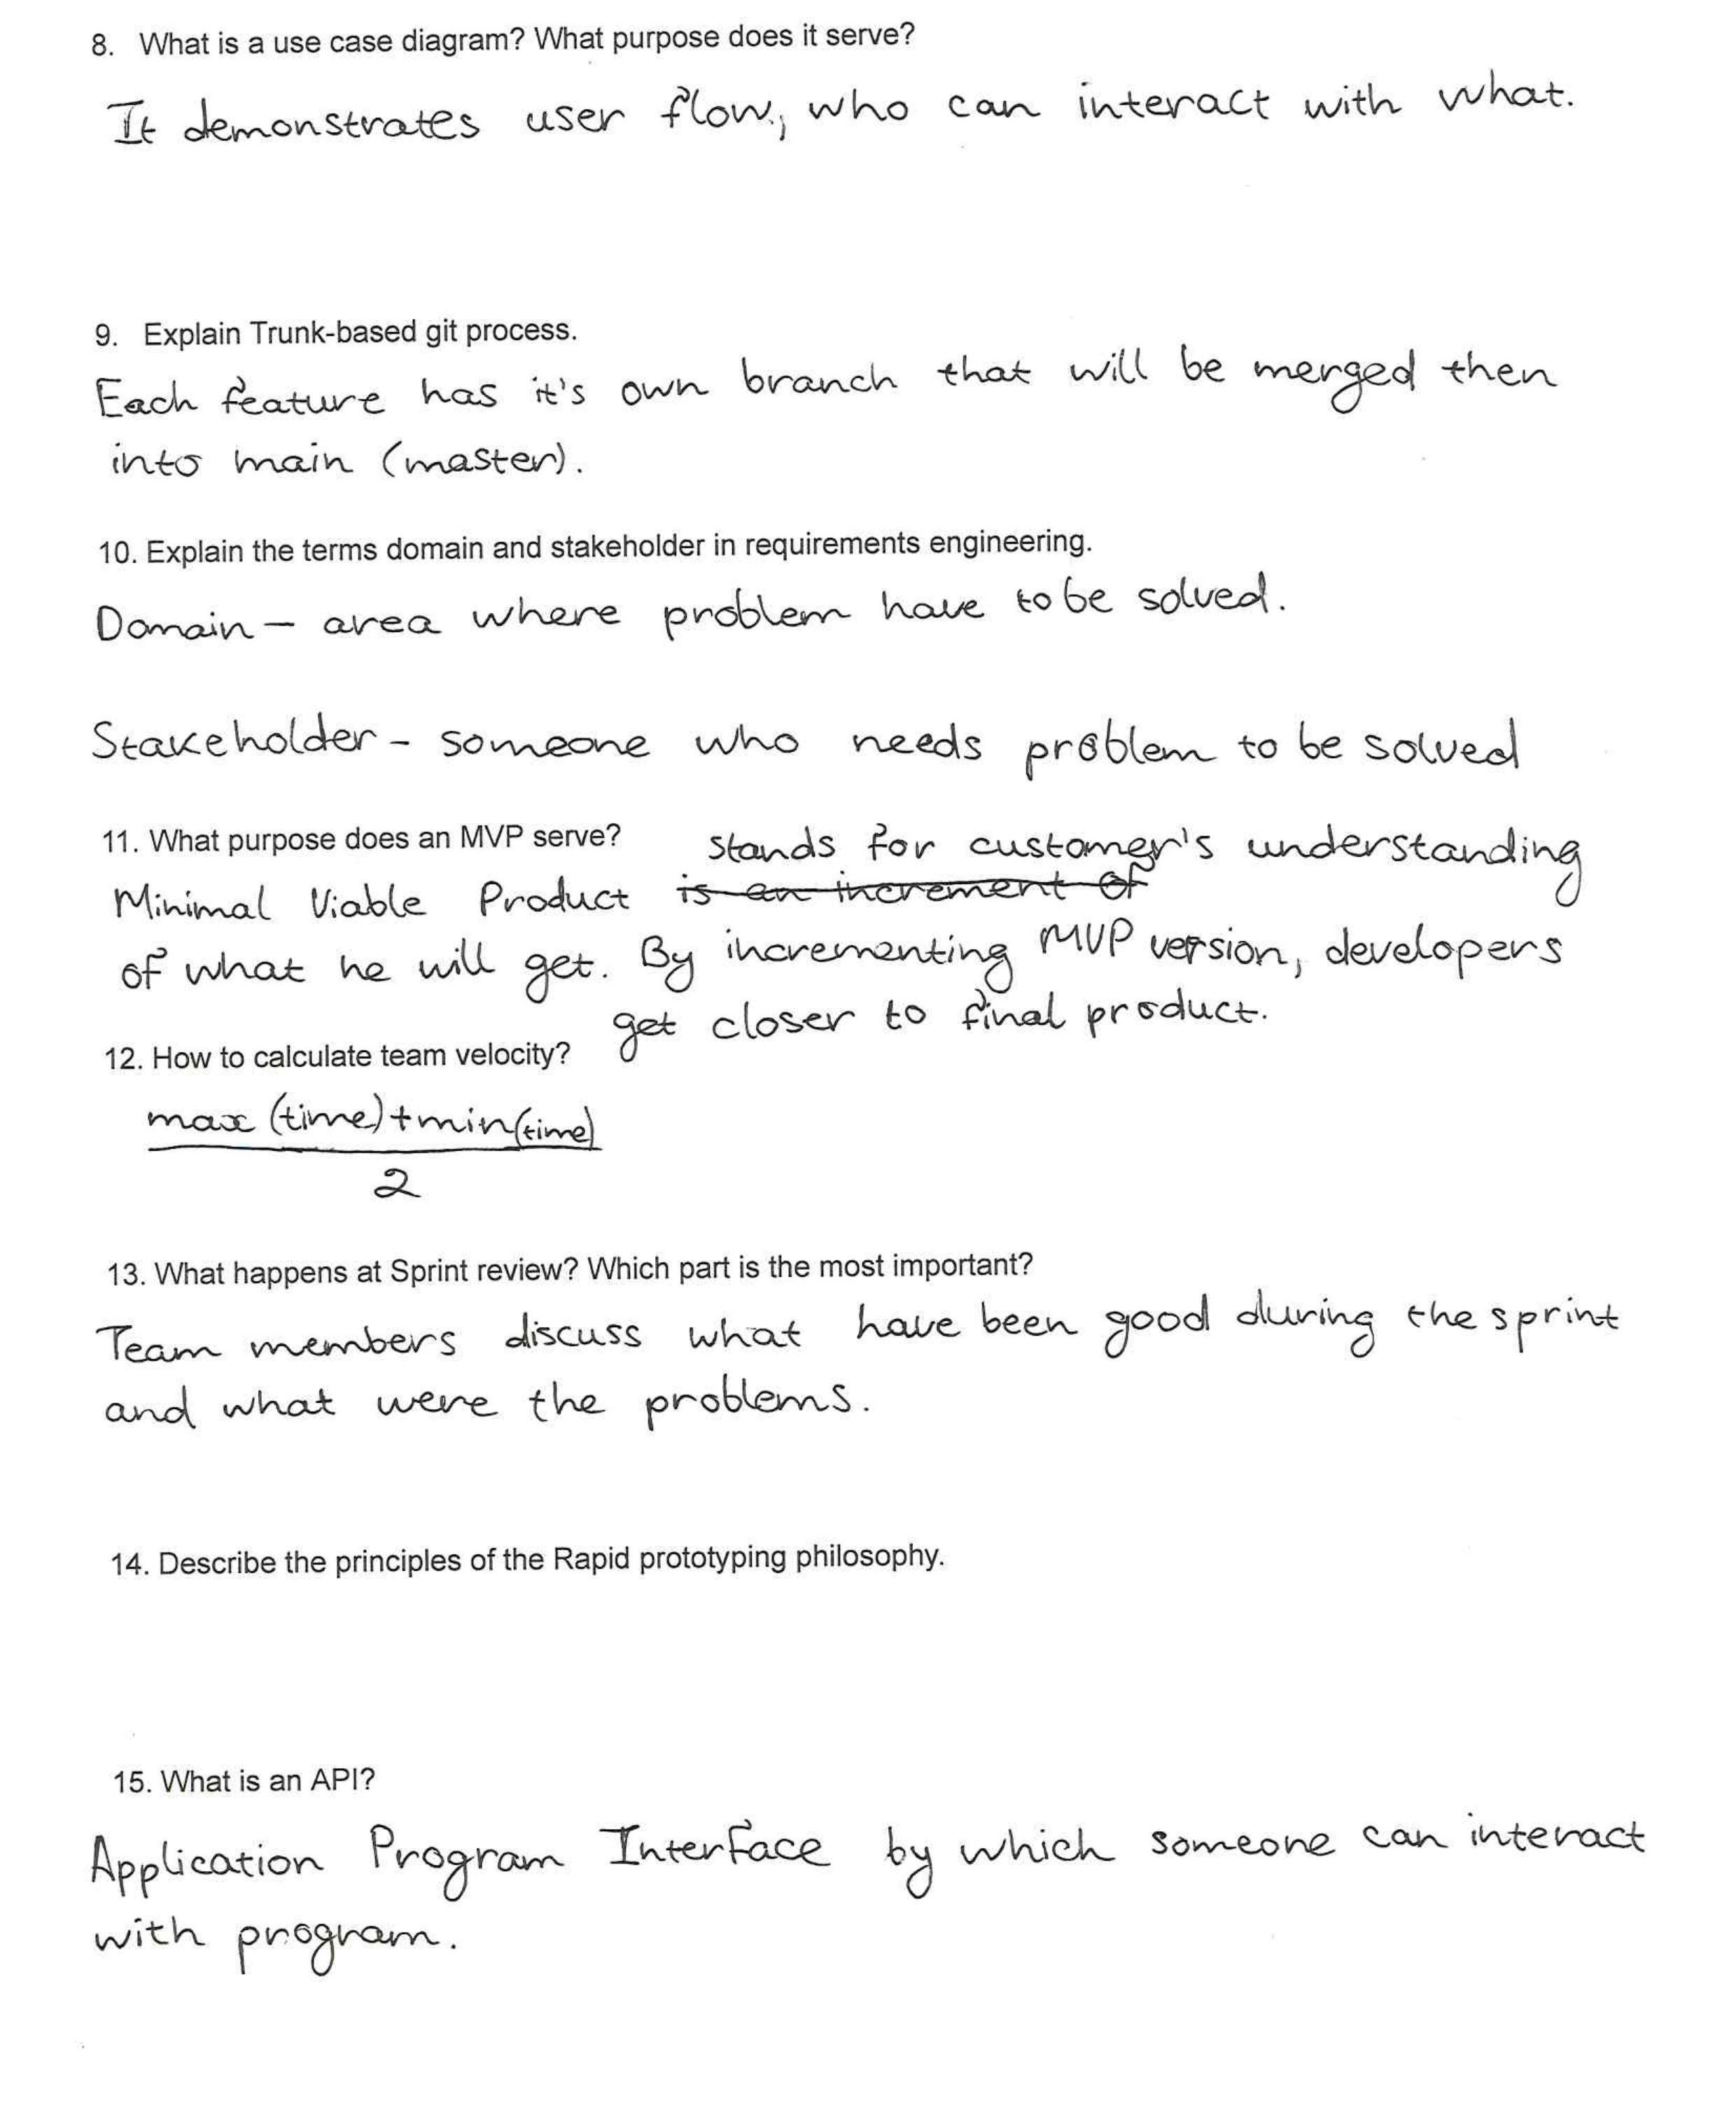 8. What is a use case diagram? What purpose does it serve?
It demonstrates user flow, who can interact with what.
9. Explain Trunk-based git process.
Each feature has it's own branch that will be merged then
into main (master).
10. Explain the terms domain and stakeholder in requirements engineering.
Domain - area where problem have to be solved.
Stakeholder - someone who needs problem to be solved
11. What purpose does an MVP serve?
stands for customer's understanding
Minimal Viable Product is an increment of
of what he will get. By incrementing MVP version, developers
get closer to final product.
12. How to calculate team velocity?
max (time) + min (time)
2
13. What happens at Sprint review? Which part is the most important?
Team members discuss what have been good during the sprint
and what were the problems.
14. Describe the principles of the Rapid prototyping philosophy.
15. What is an API?
Application Program Interface by which someone can interact
with program.